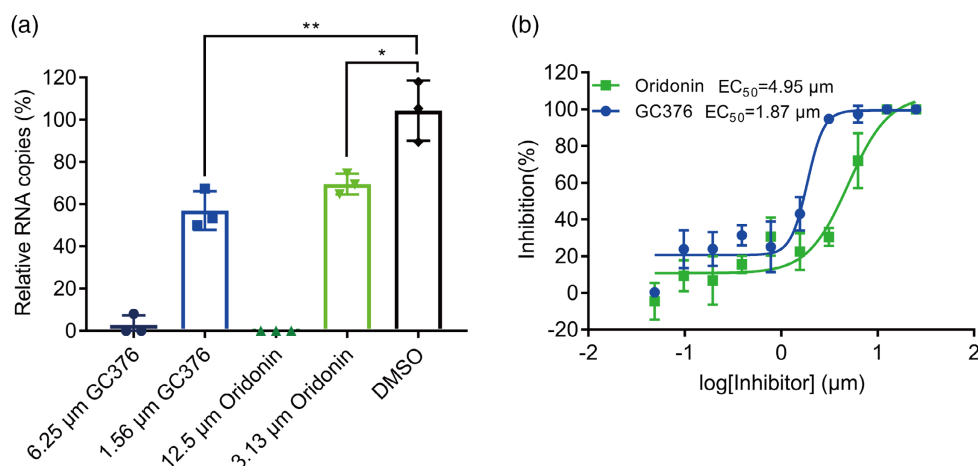 (a)
**
*
Relative RNA copies (%)
120
100
80
60
40
20
0
6.25 μm GC376
1.56 μm GC376
12.5 μm Oridonin
3.13 μm Oridonin
DMSO
(b)
Oridonin EC50=4.95 μm
GC376 EC50=1.87 μm
Inhibition(%)
120
100
80
60
40
20
0
-20
-2 -1 0 1 2
log[Inhibitor] (μm)